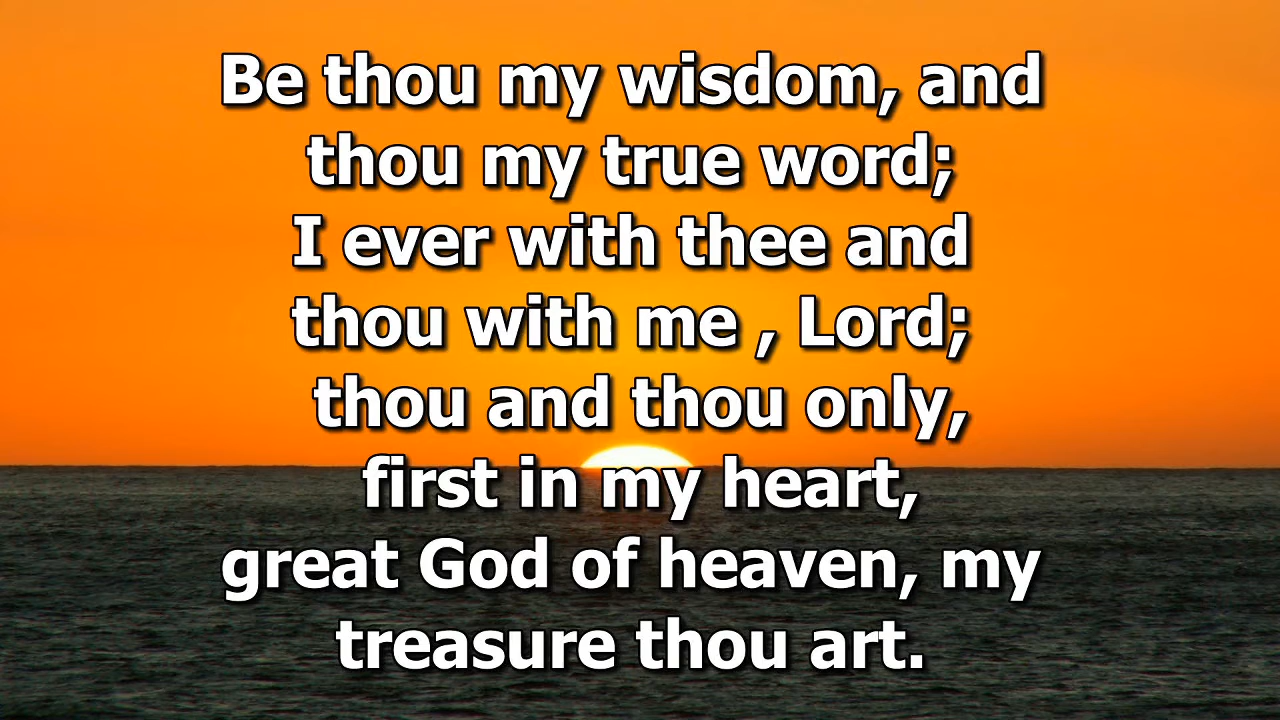 Be thou my wisdom, and
thou my true word;
I ever with thee and
thou with me , Lord;
thou and thou only,
first in my heart,
great God of heaven, my
treasure thou art.